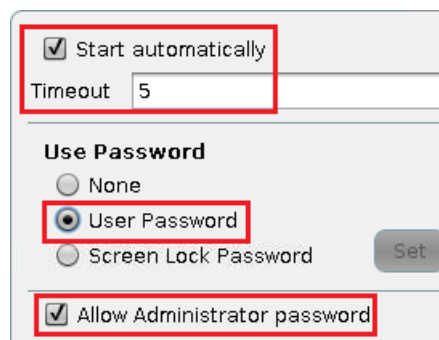 Start automatically
Timeout 5
Use Password
None
User Password
Screen Lock Password
Set
Allow Administrator password